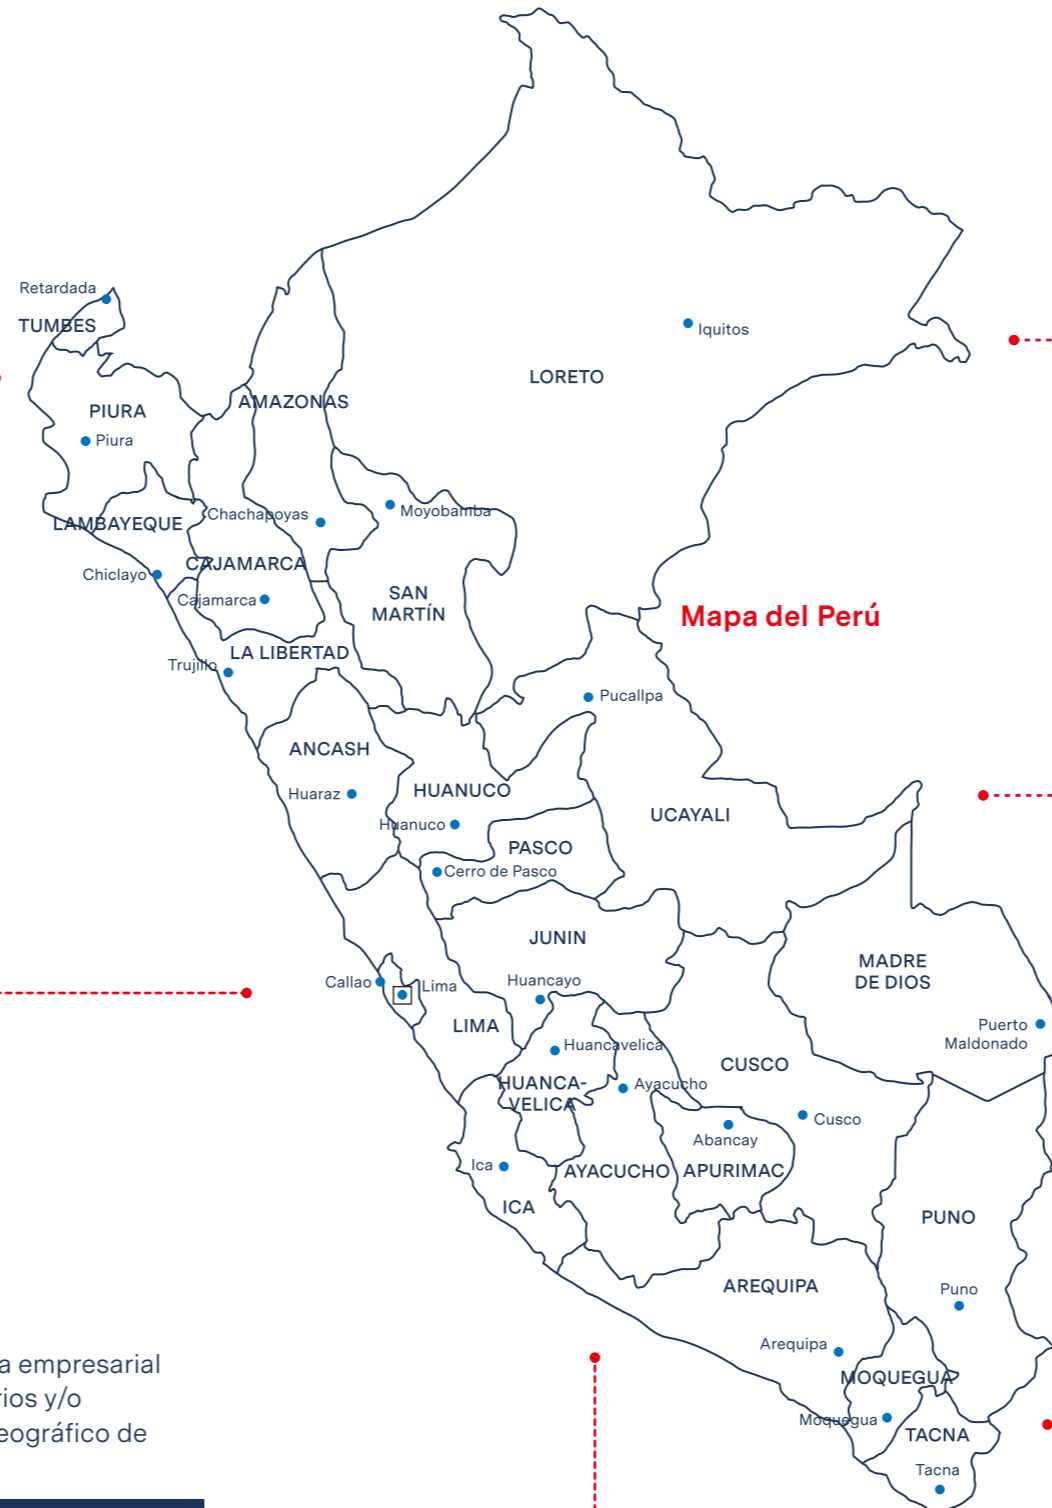 Retardada
TUMBES
Iquitos
LORETO
AMAZONAS
PIURA
Piura
Moyobamba
Chachapoyas
LAMBAYEQUE
CAJAMARCA
Chiclayo
SAN
MARTÍN
Cajamarca
Mapa del Perú
LA LIBERTAD
Trujillo
Pucallpa
ANCASH
HUANUCO
Huaraz
UCAYALI
Huanuco
PASCO
Cerro de Pasco
JUNIN
MADRE
DE DIOS
Huancayo
Callao
Lima
LIMA
Puerto
Maldonado
Huancavelica
CUSCO
HUANCA-
VELICA
Ayacucho
Cusco
Abancay
Ica
AYACUCHO
APURIMAC
ICA
PUNO
AREQUIPA
Puno
Arequipa
MOQUEGUA
Moquegua
TACNA
Tacna
a empresarial
rios y/o
eográfico de